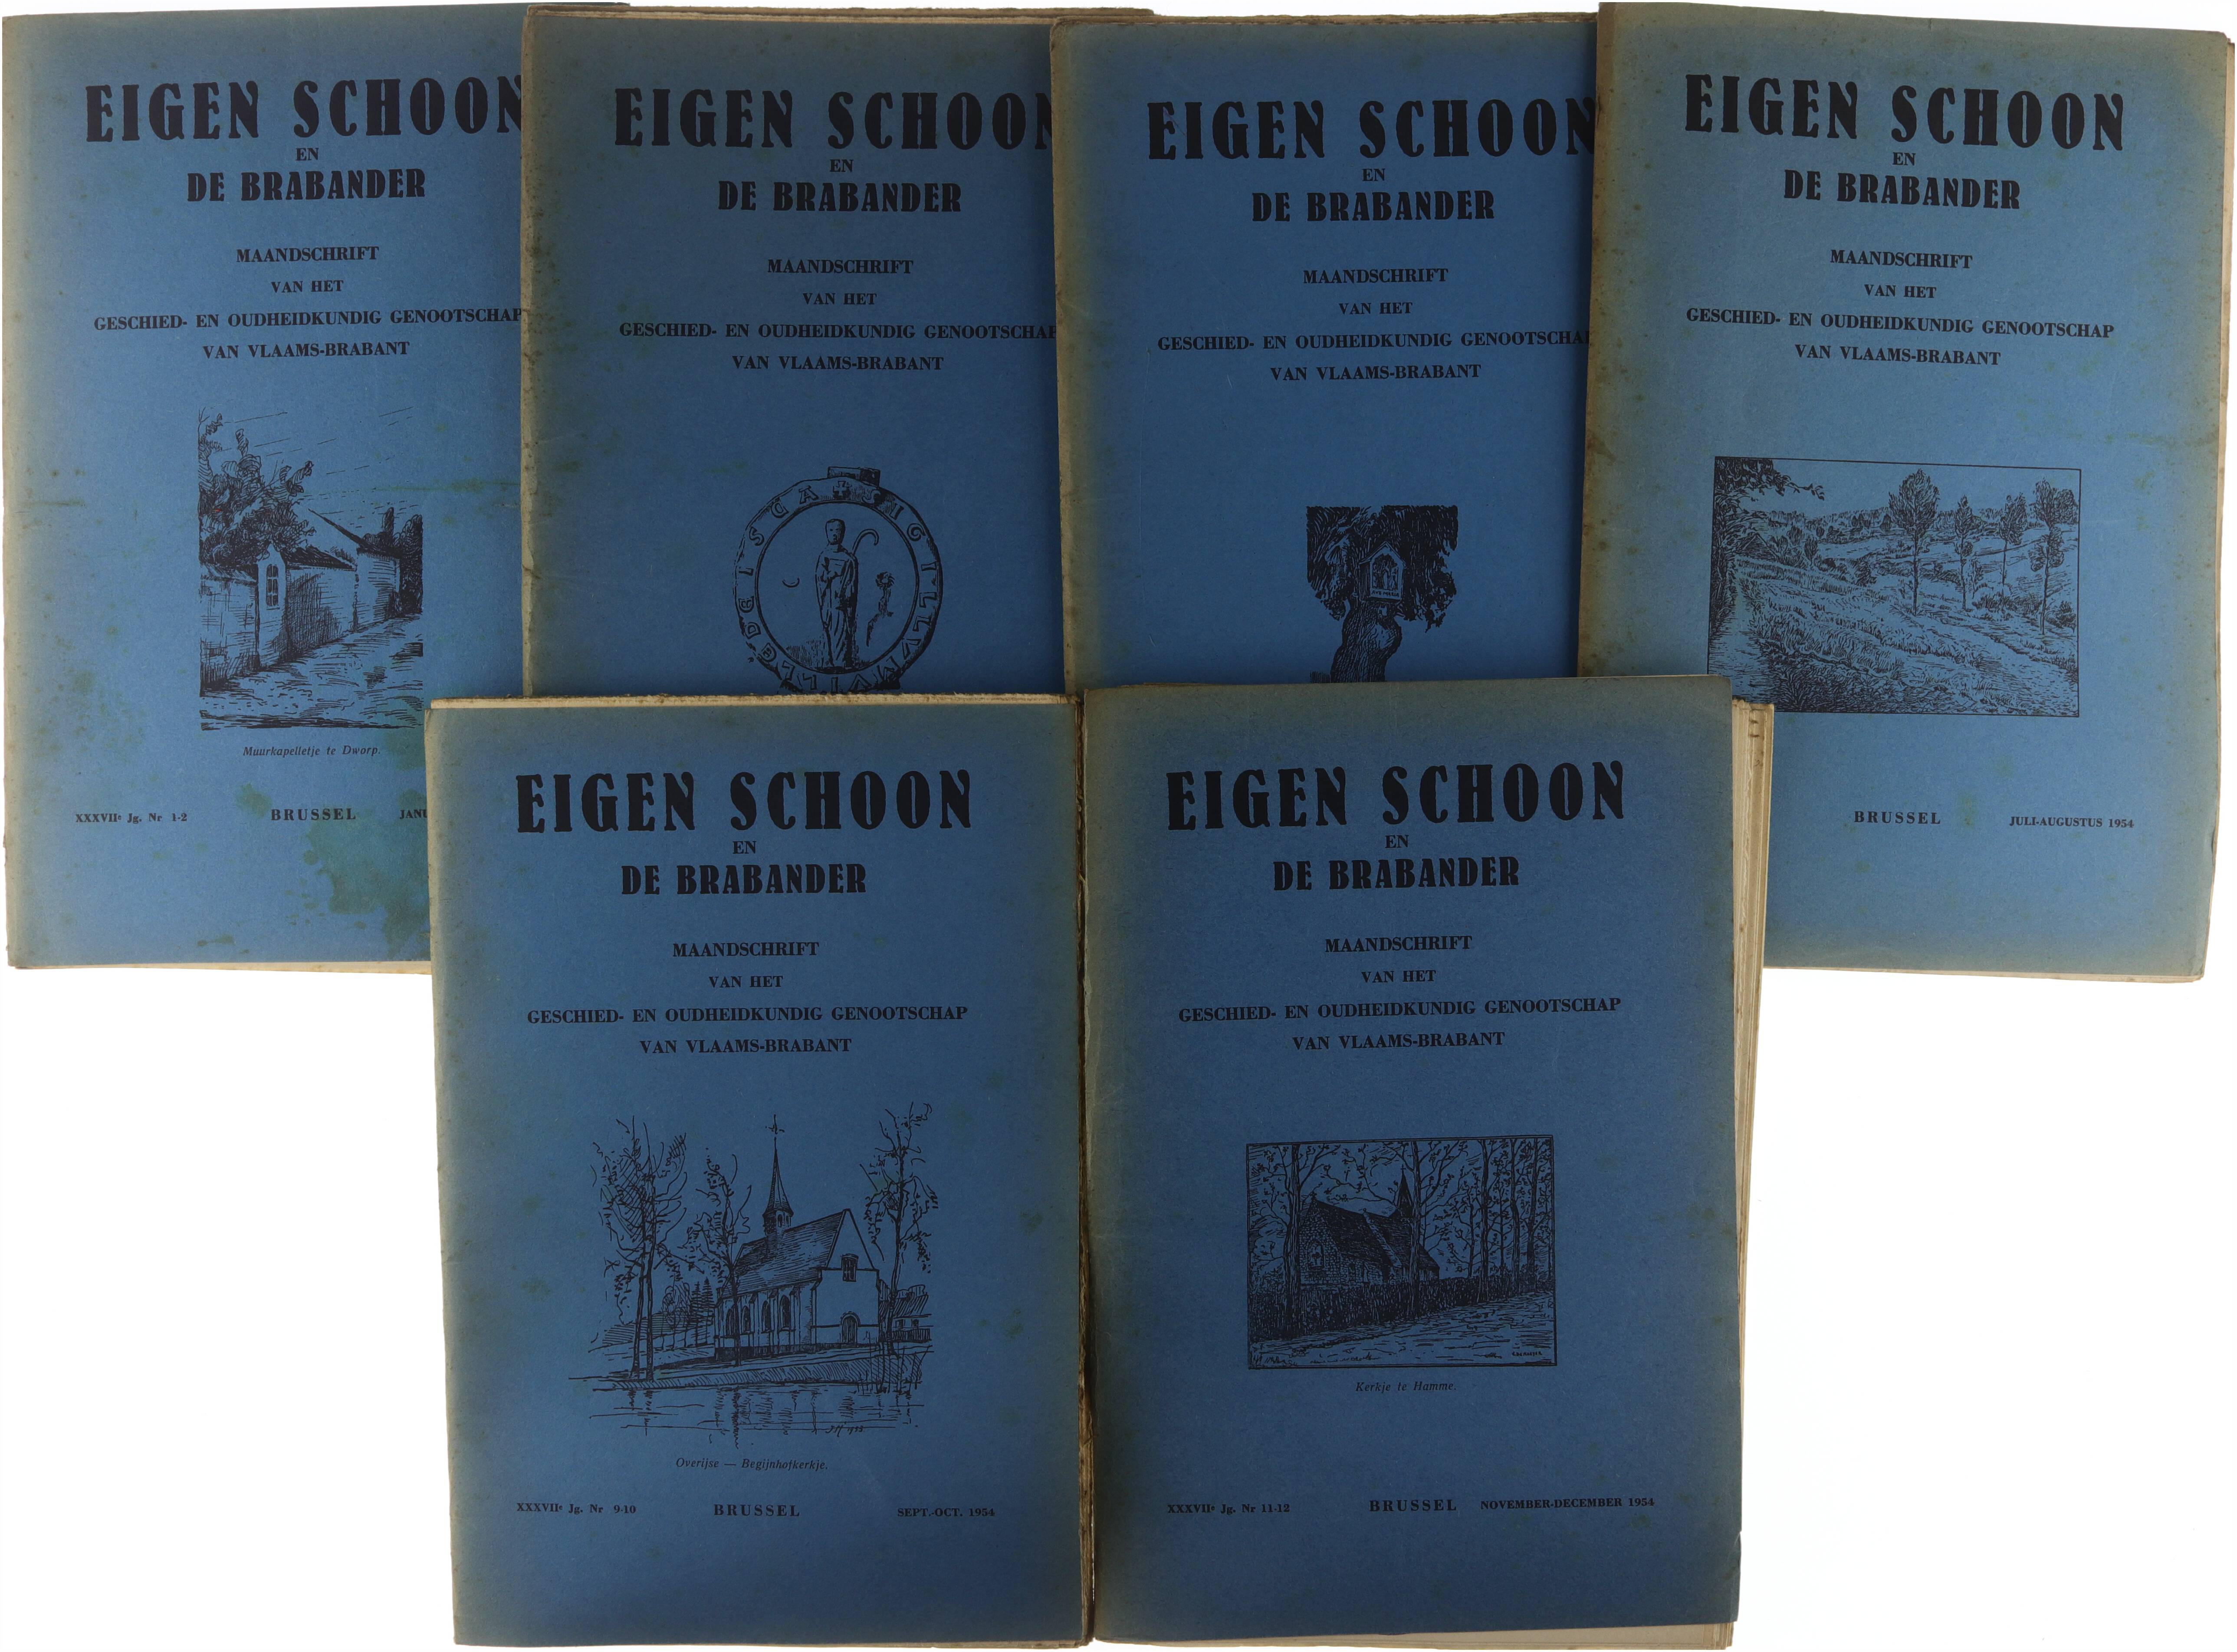 EIGEN SCHOON
EN
DE BRABANDER
MAANDSCHRIFT
VAN HET
GESCHIED- EN OUDHEIDKUNDIG GENOOTSCHAP
VAN VLAAMS-BRABANT
Muurkapelletje te Dworp.
XXXVIIe Jg. Nr 1-2 BRUSSEL JANU
EIGEN SCHOON
EN
DE BRABANDER
MAANDSCHRIFT
VAN HET
GESCHIED- EN OUDHEIDKUNDIG GENOOTSCHAP
VAN VLAAMS-BRABANT
EIGEN SCHOON
EN
DE BRABANDER
MAANDSCHRIFT
VAN HET
GESCHIED- EN OUDHEIDKUNDIG GENOOTSCHA
VAN VLAAMS-BRABANT
EIGEN SCHOON
EN
DE BRABANDER
MAANDSCHRIFT
VAN HET
GESCHIED- EN OUDHEIDKUNDIG GENOOTSCHAP
VAN VLAAMS-BRABANT
BRUSSEL JULI-AUGUSTUS 1954
EIGEN SCHOON
EN
DE BRABANDER
MAANDSCHRIFT
VAN HET
GESCHIED- EN OUDHEIDKUNDIG GENOOTSCHAP
VAN VLAAMS-BRABANT
Overijse — Begijnhofkerkje.
XXXVIIe Jg. Nr 9-10 BRUSSEL SEPT.-OCT. 1954
EIGEN SCHOON
EN
DE BRABANDER
MAANDSCHRIFT
VAN HET
GESCHIED- EN OUDHEIDKUNDIG GENOOTSCHAP
VAN VLAAMS-BRABANT
Kerkje te Hamme.
XXXVIIe Jg. Nr 11-12 BRUSSEL NOVEMBER-DECEMBER 1954